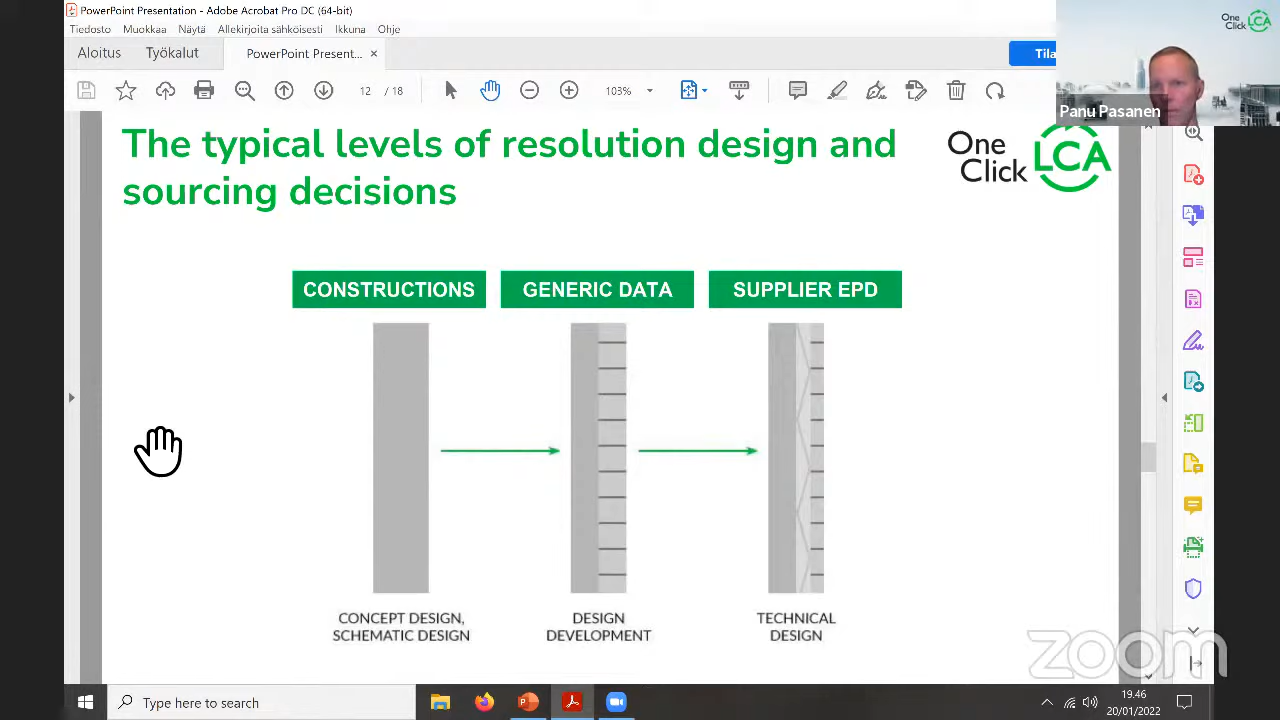 PowerPoint Presentation - Adobe Acrobat Pro DC (64-bit)
Tiedosto Muokkaa Näytä Allekirjoita sähköisesti Ikkuna Ohje
Aloitus Työkalut PowerPoint Present... ×
Tila
One
Click LCA
12 / 18
103%
Panu Pasanen
The typical levels of resolution design and
sourcing decisions
One
Click LCA
CONSTRUCTIONS GENERIC DATA SUPPLIER EPD
CONCEPT DESIGN,
SCHEMATIC DESIGN
DESIGN
DEVELOPMENT
TECHNICAL
DESIGN
zoom
Type here to search
19.46
20/01/2022